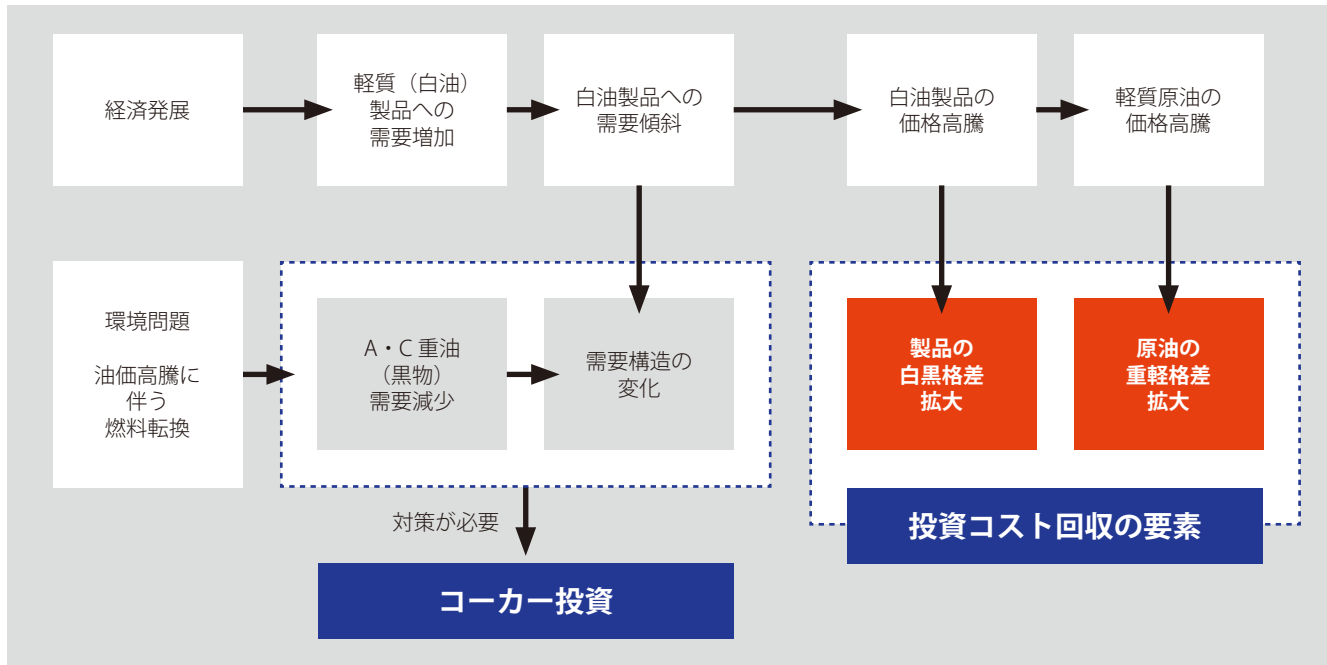 経済発展
軽質（白油）
製品への
需要増加
白油製品への
需要傾斜
白油製品の
価格高騰
軽質原油の
価格高騰
環境問題
油価高騰に
伴う
燃料転換
A・C 重油
（黒物）
需要減少
需要構造の
変化
製品の
白黒格差
拡大
原油の
重軽格差
拡大
対策が必要
コーカー投資
投資コスト回収の要素